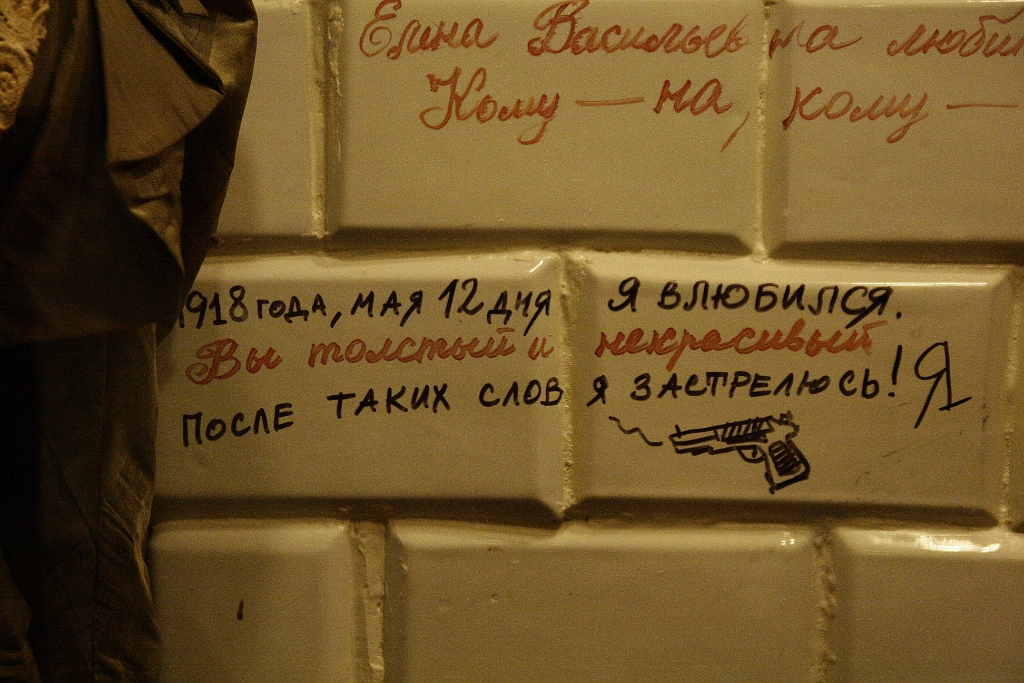 Елена Васильевна люби
Кому — на, кому —
1918 года, мая 12 дня я влюбился.
Вы толстый и некрасивый
ПОСЛЕ ТАКИХ СЛОВ Я ЗАСТРЕЛЮСЬ! Я